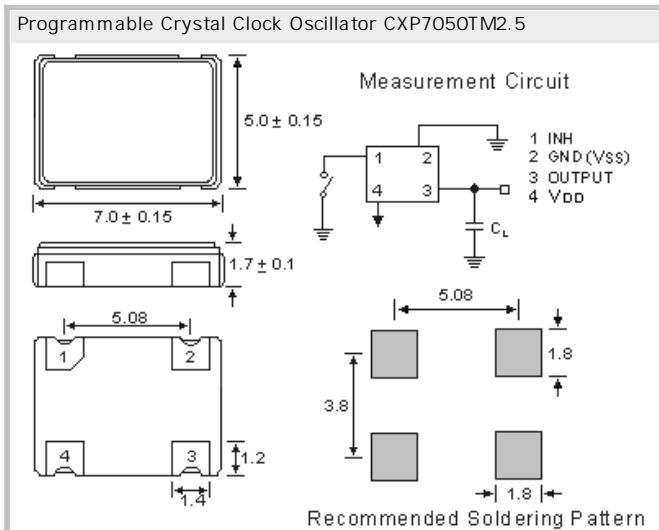 Programmable Crystal Clock Oscillator CXP7050TM2.5
Measurement Circuit
5.0 ± 0.15
7.0 ± 0.15
1.7 ± 0.1
1
2
4
3
CL
1 INH
2 GND(VSS)
3 OUTPUT
4 VDD
5.08
1
2
4
3
1.2
1.4
5.08
1.8
3.8
1.8
Recommended Soldering Pattern